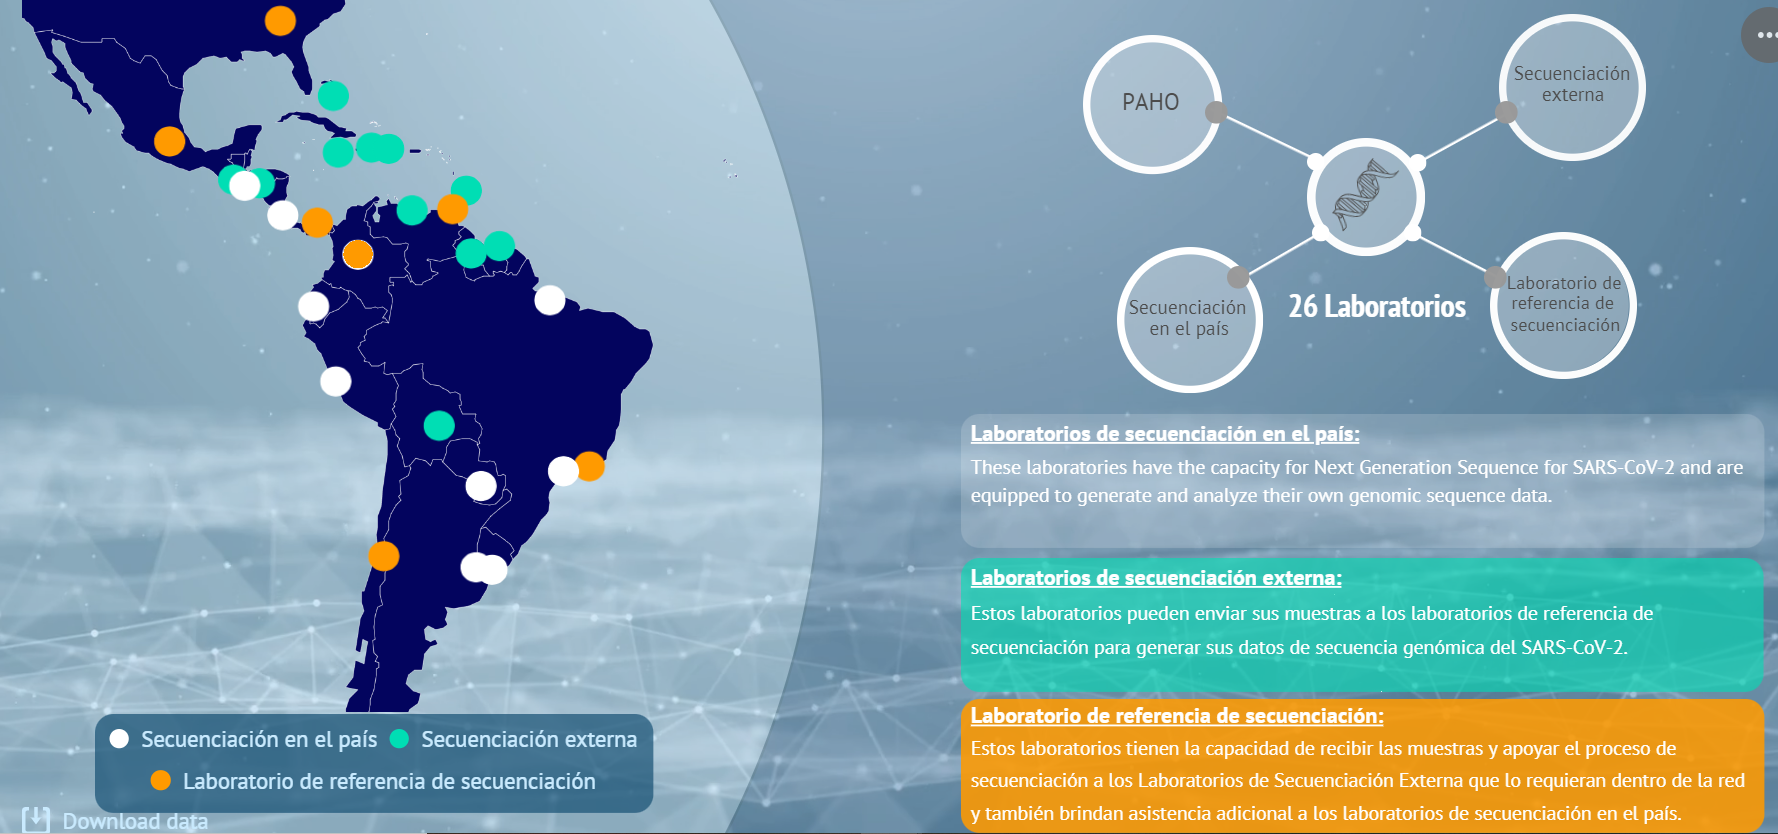 PAHO
Secuenciación
externa
Secuenciación
en el país
26 Laboratorios
Laboratorio de
referencia de
secuenciación
Laboratorios de secuenciación en el país:
These laboratories have the capacity for Next Generation Sequence for SARS-CoV-2 and are
equipped to generate and analyze their own genomic sequence data.
Laboratorios de secuenciación externa:
Estos laboratorios pueden enviar sus muestras a los laboratorios de referencia de
secuenciación para generar sus datos de secuencia genómica del SARS-CoV-2.
Laboratorio de referencia de secuenciación:
Estos laboratorios tienen la capacidad de recibir las muestras y apoyar el proceso de
secuenciación a los Laboratorios de Secuenciación Externa que lo requieran dentro de la red
y también brindan asistencia adicional a los laboratorios de secuenciación en el país.
Secuenciación en el país Secuenciación externa
Laboratorio de referencia de secuenciación
Download data